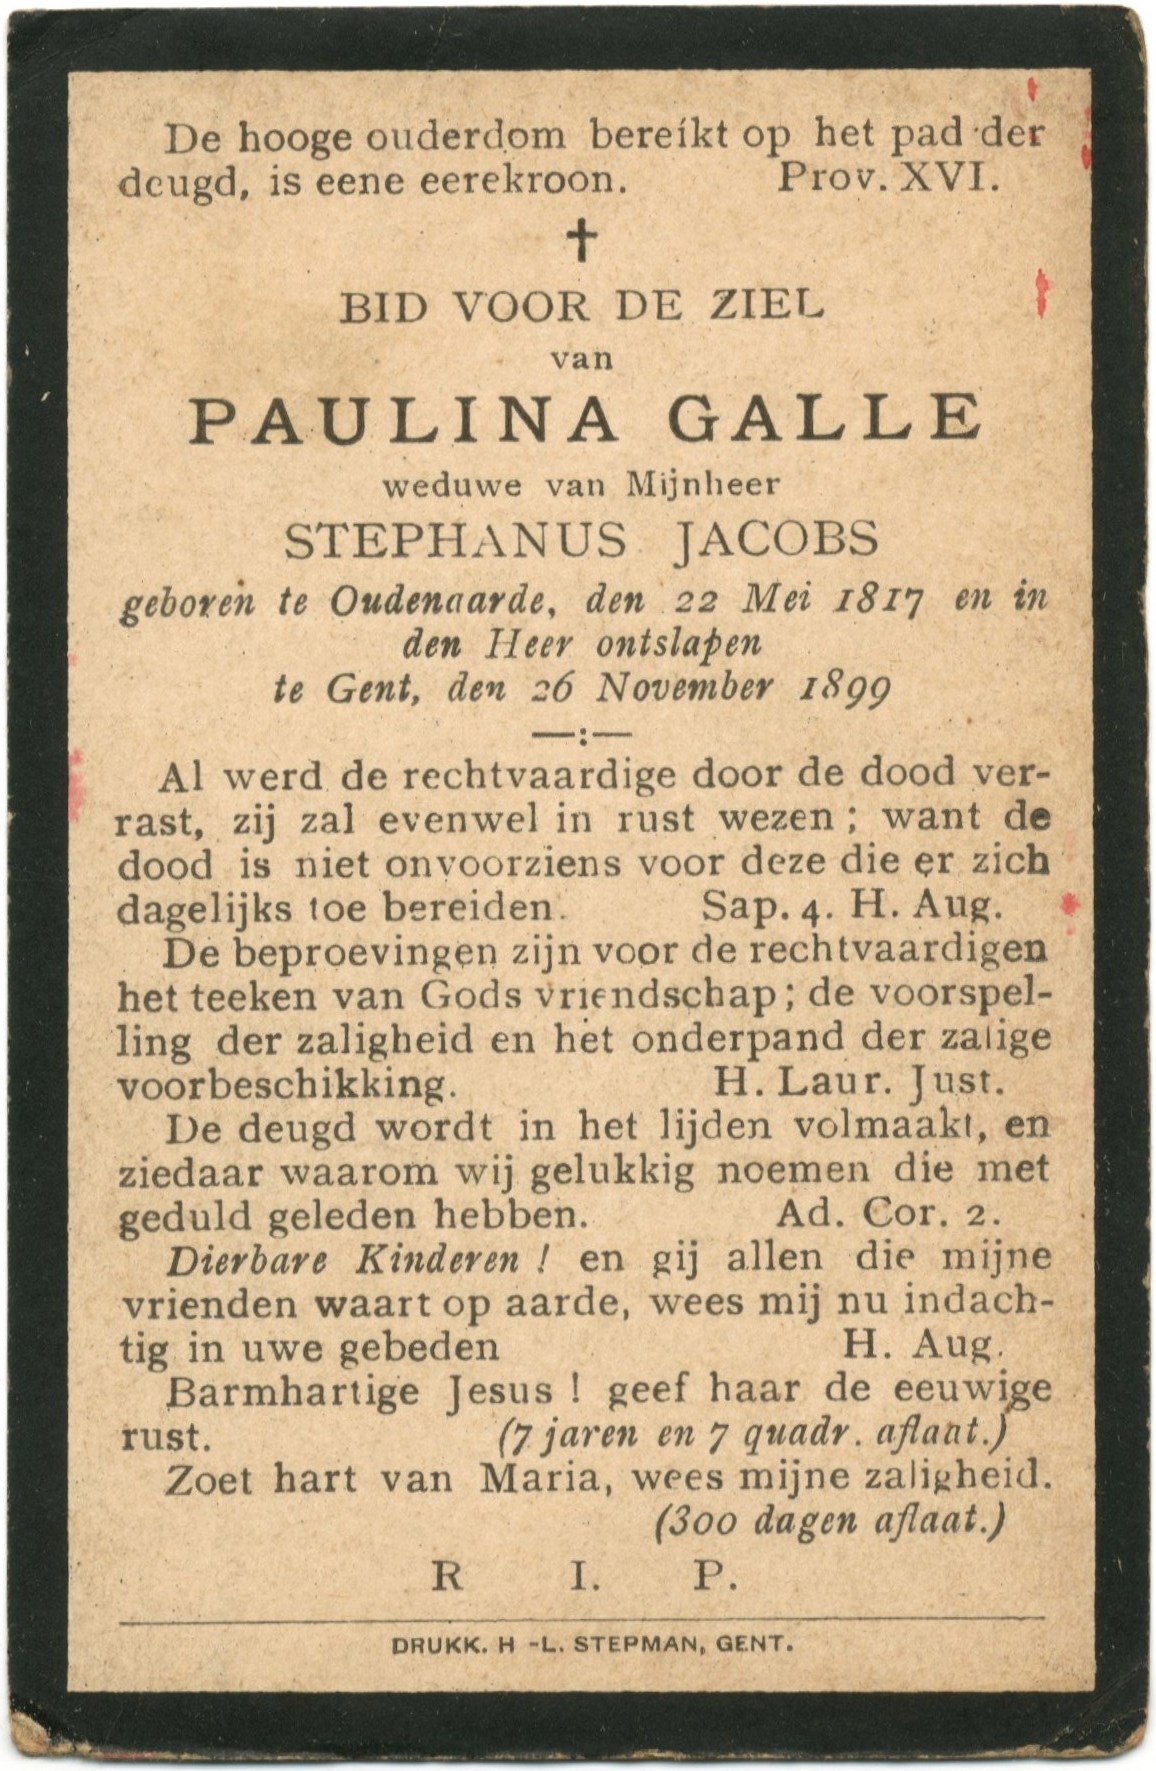 De hooge ouderdom bereikt op het pad der
deugd, is eene eerekroon. Prov. XVI.
✝
BID VOOR DE ZIEL
van
PAULINA GALLE
weduwe van Mijnheer
STEPHANUS JACOBS
geboren te Oudenaarde, den 22 Mei 1817 en in
den Heer ontslapen
te Gent, den 26 November 1899
—:—
Al werd de rechtvaardige door de dood ver-
rast, zij zal evenwel in rust wezen ; want de
dood is niet onvoorziens voor deze die er zich
dagelijks toe bereiden. Sap. 4. H. Aug.
De beproevingen zijn voor de rechtvaardigen
het teeken van Gods vriendschap ; de voorspel-
ling der zaligheid en het onderpand der zalige
voorbeschikking. H. Laur. Just.
De deugd wordt in het lijden volmaakt, en
ziedaar waarom wij gelukkig noemen die met
geduld geleden hebben. Ad. Cor. 2.
Dierbare Kinderen ! en gij allen die mijne
vrienden waart op aarde, wees mij nu indach-
tig in uwe gebeden H. Aug.
Barmhartige Jesus ! geef haar de eeuwige
rust. (7 jaren en 7 quadr. aflaat.)
Zoet hart van Maria, wees mijne zaligheid.
(300 dagen aflaat.)
R I. P.
DRUKK. H -L. STEPMAN, GENT.